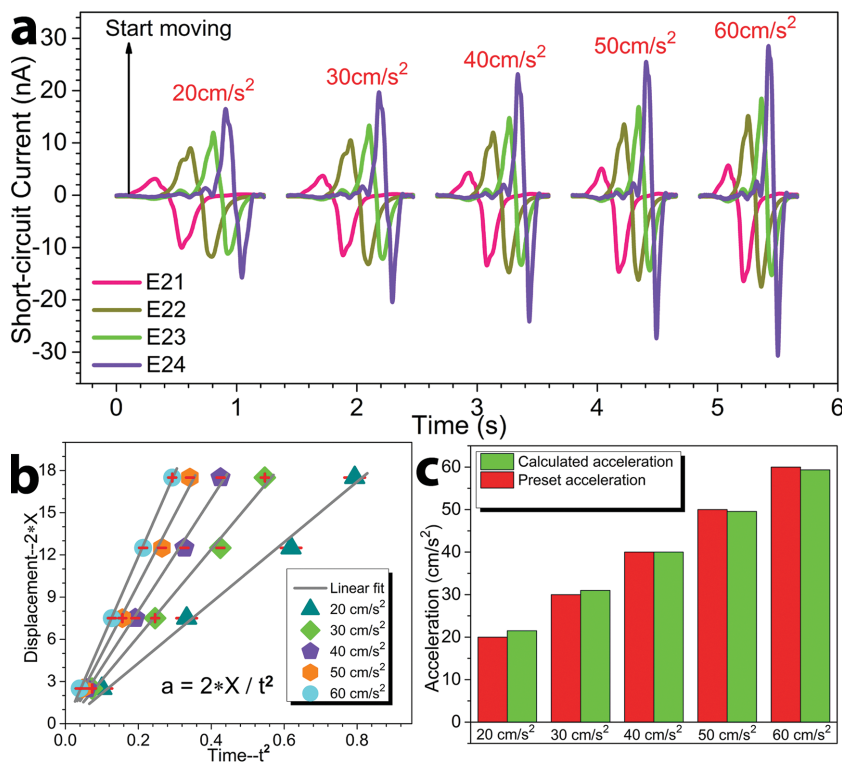 a
Start moving
20cm/s²
30cm/s²
40cm/s²
50cm/s²
60cm/s²
Short-circuit Current (nA)
30
20
10
0
-10
-20
-30
E21
E22
E23
E24
0
1
2
3
4
5
6
Time (s)
b
Displacement--2*X
18
15
12
9
6
3
0
Linear fit
20 cm/s²
30 cm/s²
40 cm/s²
50 cm/s²
60 cm/s²
a = 2*X / t²
0.0
0.2
0.4
0.6
0.8
Time--t²
c
Calculated acceleration
Preset acceleration
Acceleration (cm/s²)
60
50
40
30
20
10
0
20 cm/s²
30 cm/s²
40 cm/s²
50 cm/s²
60 cm/s²